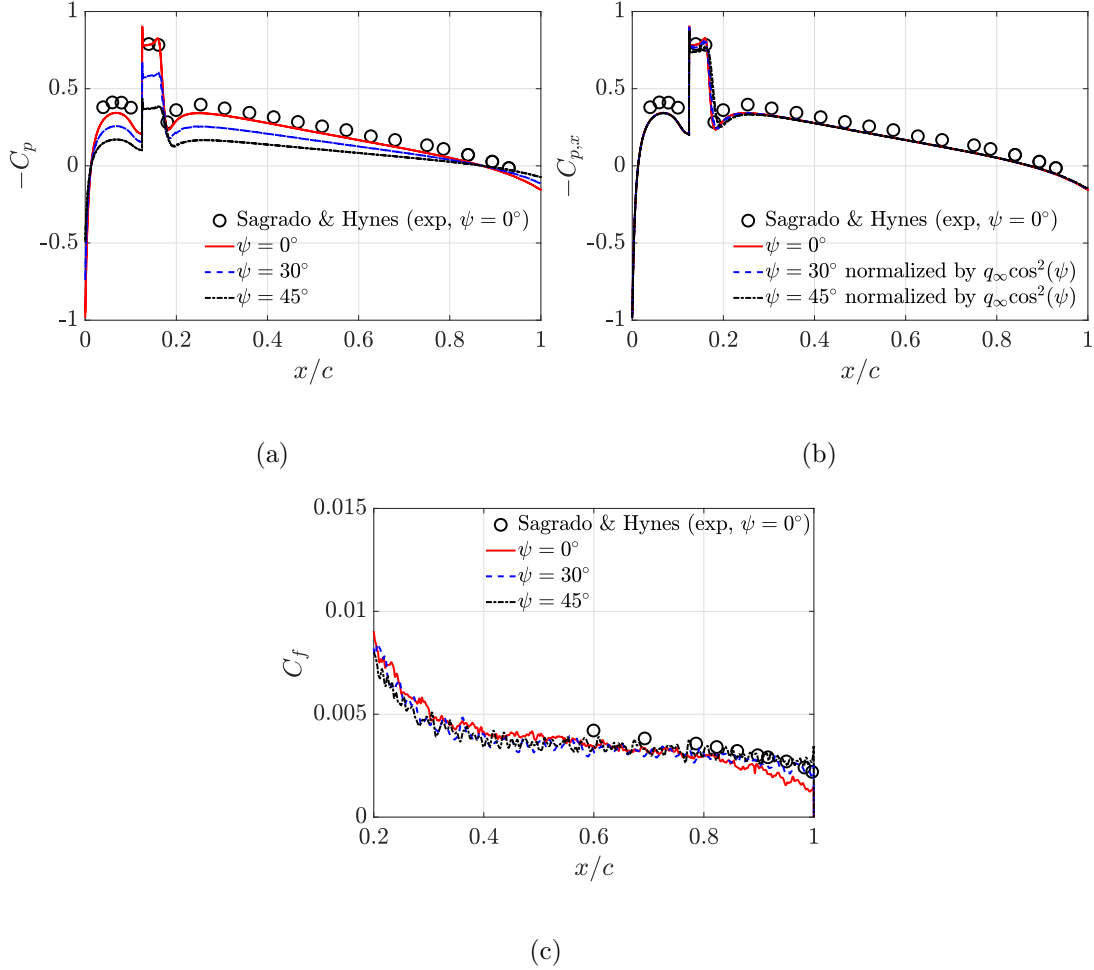 1
0.5
0
-0.5
-1
−C_p
Sagrado & Hynes (exp, ψ = 0°)
ψ = 0°
ψ = 30°
ψ = 45°
0 0.2 0.4 0.6 0.8 1
x/c
(a)
1
0.5
0
-0.5
-1
−C_{p,x}
Sagrado & Hynes (exp, ψ = 0°)
ψ = 0°
ψ = 30° normalized by q_∞cos²(ψ)
ψ = 45° normalized by q_∞cos²(ψ)
0 0.2 0.4 0.6 0.8 1
x/c
(b)
0.015
0.01
0.005
0
C_f
Sagrado & Hynes (exp, ψ = 0°)
ψ = 0°
ψ = 30°
ψ = 45°
0.2 0.4 0.6 0.8 1
x/c
(c)